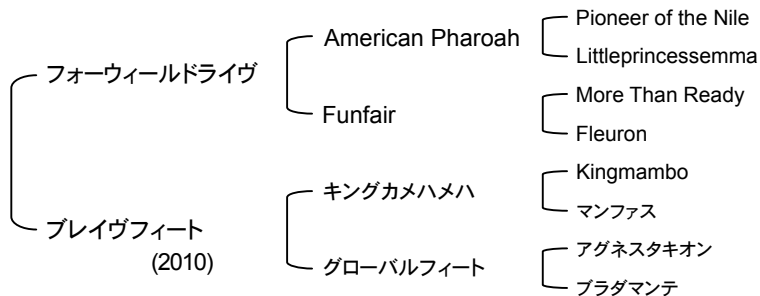 フォーウィールドライヴ
American Pharoah
Pioneer of the Nile
Littleprincessemma
Funfair
More Than Ready
Fleuron
ブレイヴフィート
(2010)
キングカメハメハ
Kingmambo
マンファス
グローバルフィート
アグネスタキオン
ブラダマンテ